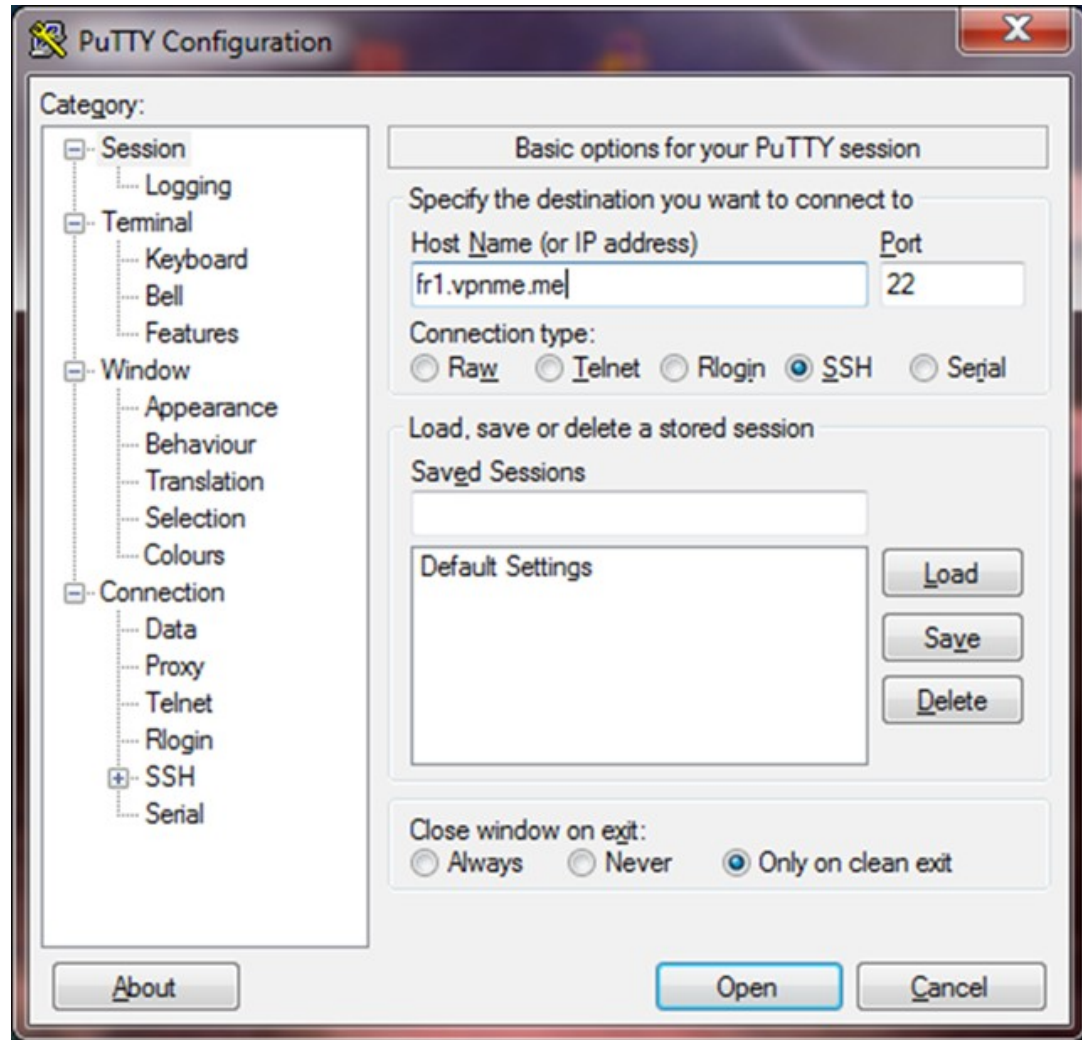 PuTTY Configuration
Category:
Session
Logging
Terminal
Keyboard
Bell
Features
Window
Appearance
Behaviour
Translation
Selection
Colours
Connection
Data
Proxy
Telnet
Rlogin
SSH
Serial
Basic options for your PuTTY session
Specify the destination you want to connect to
Host Name (or IP address) Port
fr1.vpnme.me 22
Connection type:
Raw Telnet Rlogin SSH Serial
Load, save or delete a stored session
Saved Sessions
Default Settings
Load
Save
Delete
Close window on exit:
Always Never Only on clean exit
About Open Cancel